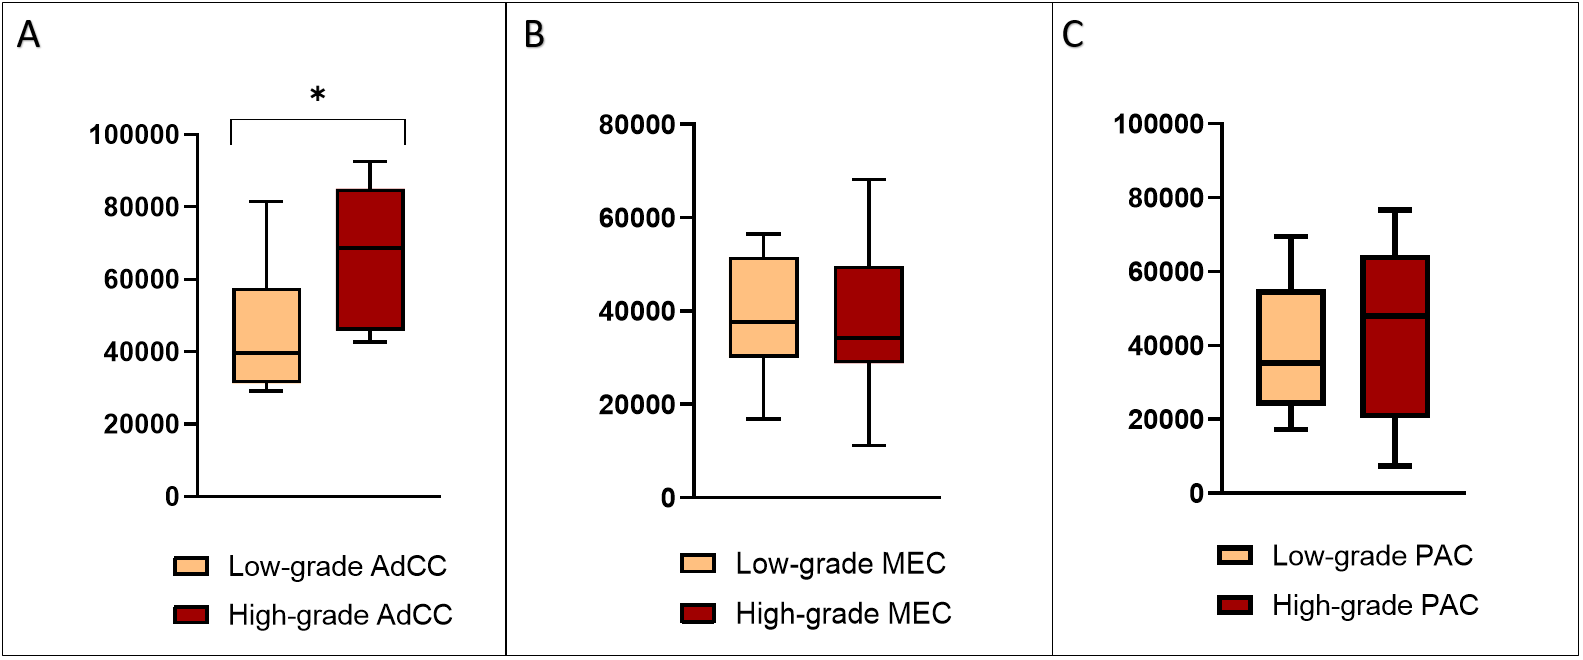 A
*
100000
80000
60000
40000
20000
0
Low-grade AdCC
High-grade AdCC
B
80000
60000
40000
20000
0
Low-grade MEC
High-grade MEC
C
100000
80000
60000
40000
20000
0
Low-grade PAC
High-grade PAC